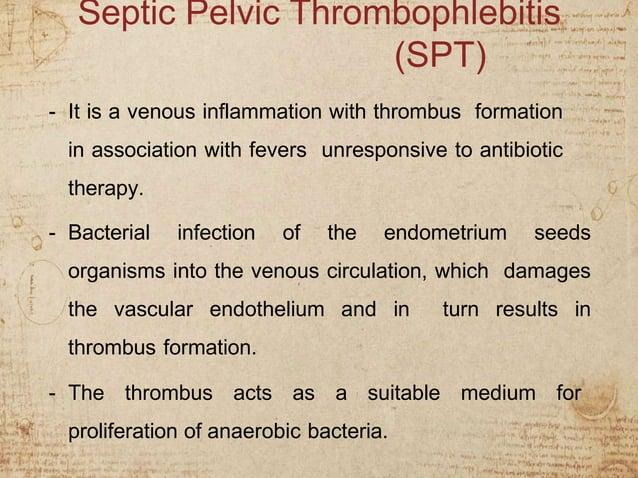 Septic Pelvic Thrombophlebitis
(SPT)
- It is a venous inflammation with thrombus formation
in association with fevers unresponsive to antibiotic
therapy.
- Bacterial infection of the endometrium seeds
organisms into the venous circulation, which damages
the vascular endothelium and in turn results in
thrombus formation.
- The thrombus acts as a suitable medium for
proliferation of anaerobic bacteria.